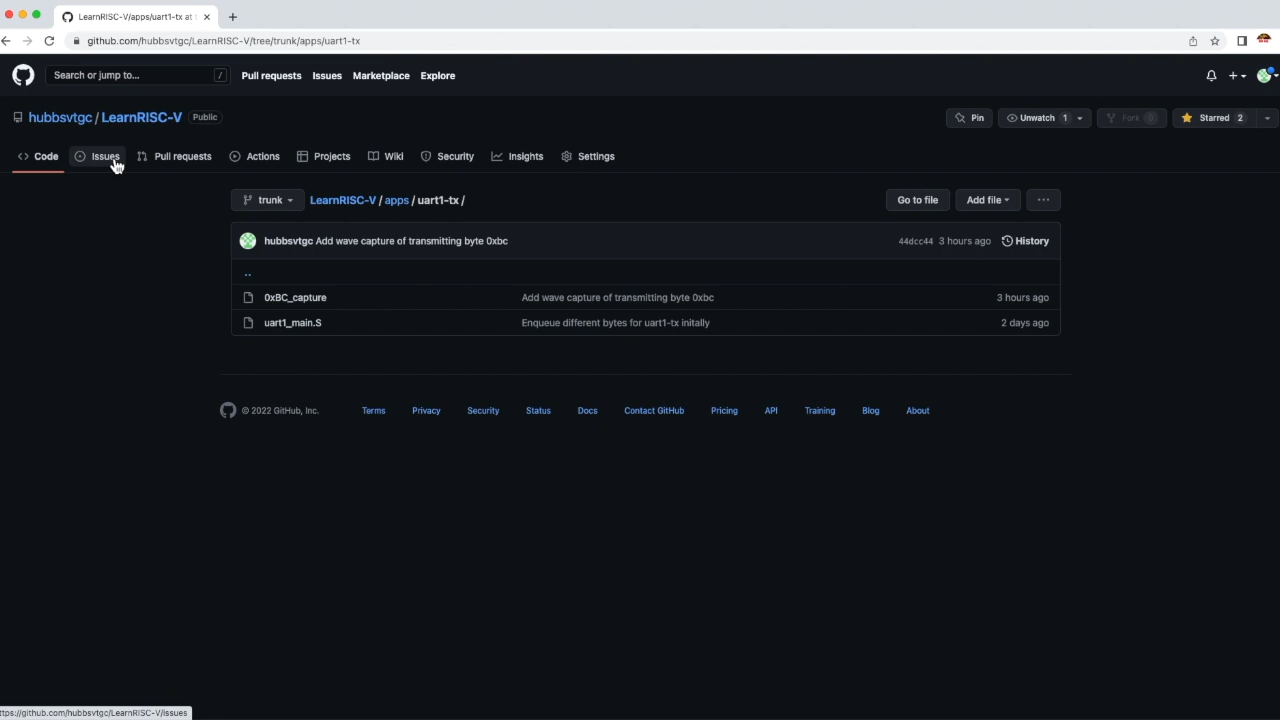 LearnRISC-V/apps/uart1-tx at t
github.com/hubbsvtgc/LearnRISC-V/tree/trunk/apps/uart1-tx
Search or jump to... / Pull requests Issues Marketplace Explore
hubbsvtgc / LearnRISC-V Public Pin Unwatch 1 Fork 0 Starred 2
Code Issues Pull requests Actions Projects Wiki Security Insights Settings
trunk LearnRISC-V / apps / uart1-tx / Go to file Add file ...
hubbsvtgc Add wave capture of transmitting byte 0xbc 44dcc44 3 hours ago History
..
0xBC_capture Add wave capture of transmitting byte 0xbc 3 hours ago
uart1_main.S Enqueue different bytes for uart1-tx initally 2 days ago
© 2022 GitHub, Inc. Terms Privacy Security Status Docs Contact GitHub Pricing API Training Blog About
ttps://github.com/hubbsvtgc/LearnRISC-V/issues